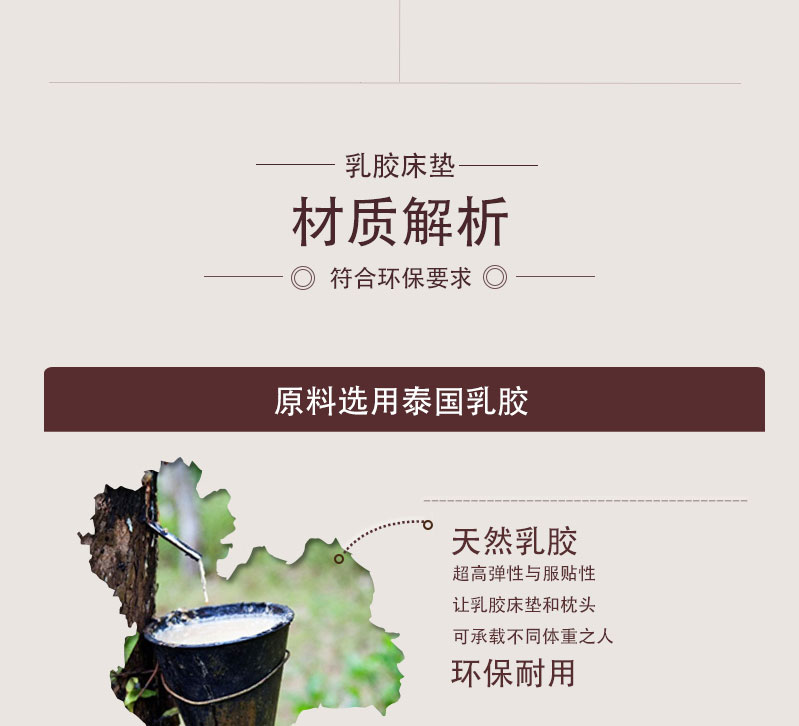 乳胶床垫
材质解析
符合环保要求
原料选用泰国乳胶
天然乳胶
超高弹性与服贴性
让乳胶床垫和枕头
可承载不同体重之人
环保耐用